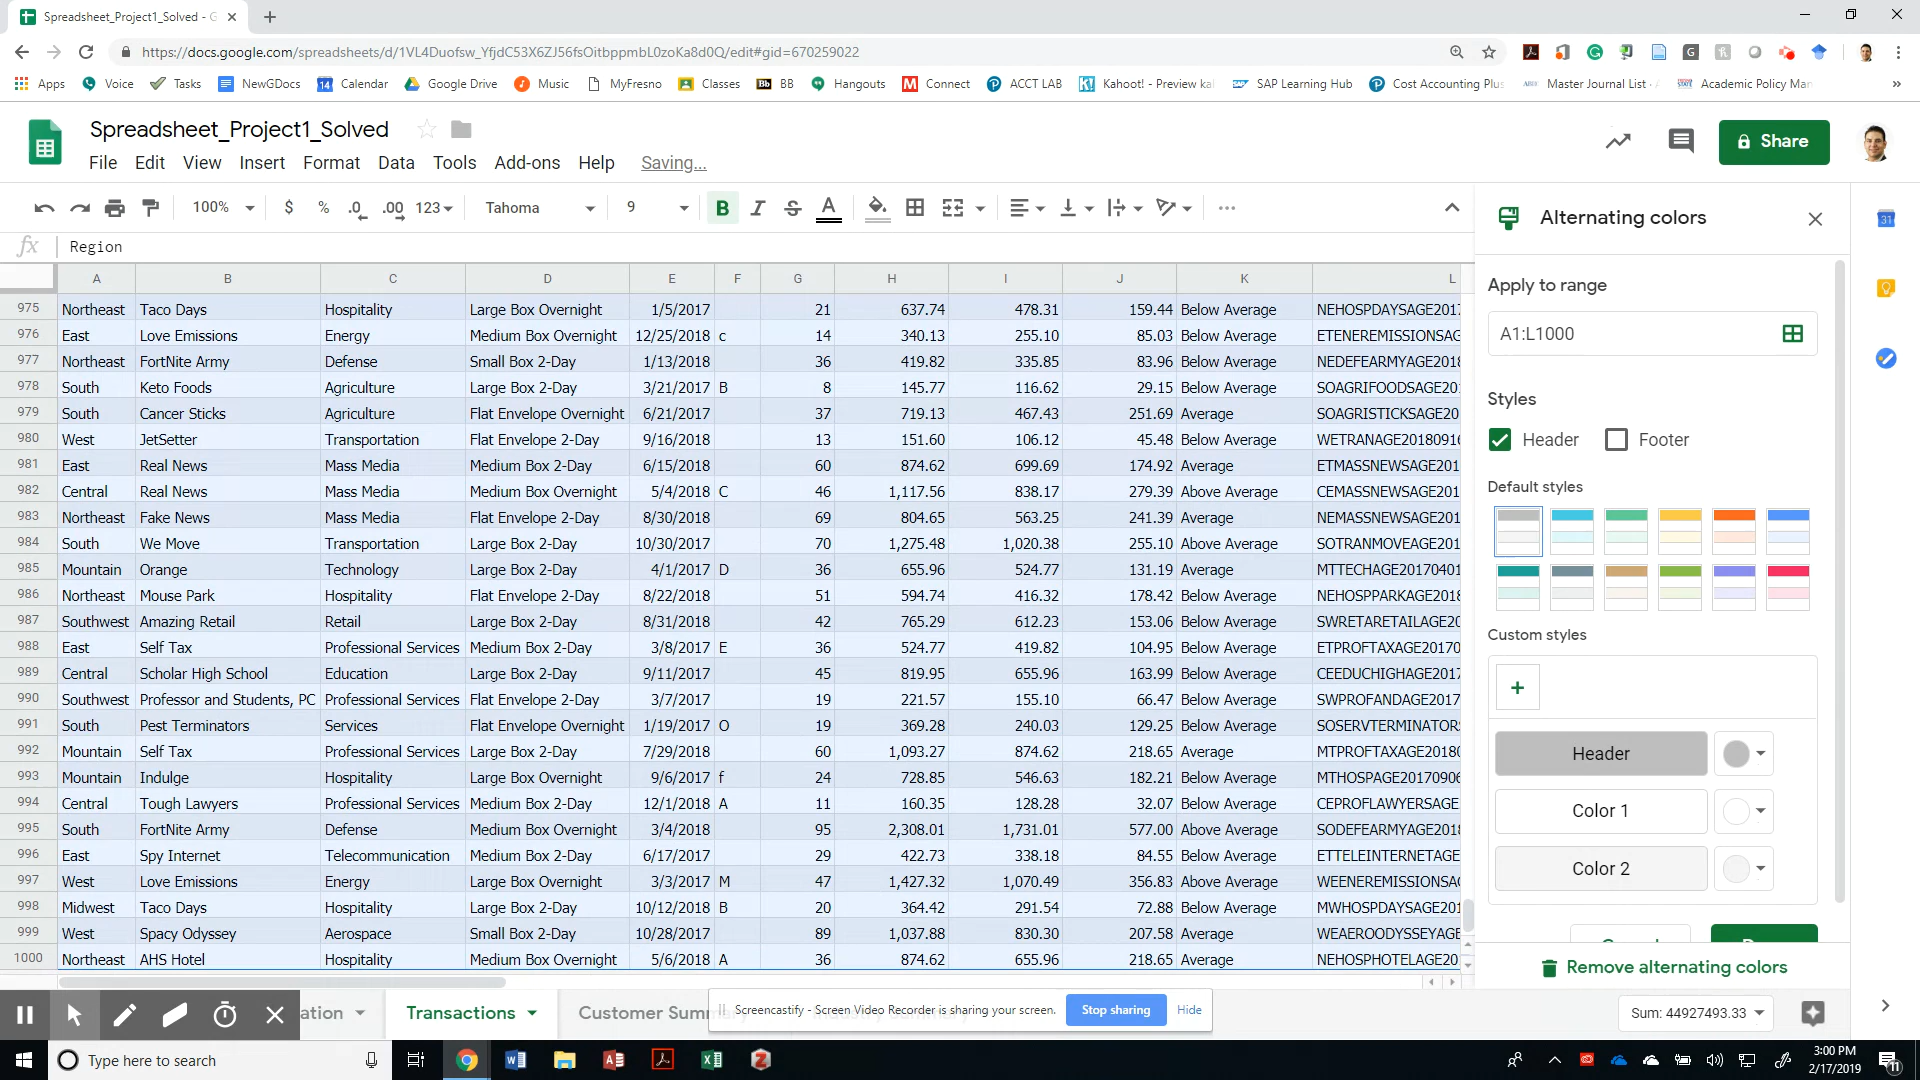 Spreadsheet_Project1_Solved - G
https://docs.google.com/spreadsheets/d/1VL4Duofsw_YfjdC53X6ZJ56fsOitbppmbL0zoKa8d0Q/edit#gid=670259022
Apps Voice Tasks NewGDocs Calendar Google Drive Music MyFresno Classes BB Hangouts Connect ACCT LAB Kahoot! - Preview ka SAP Learning Hub Cost Accounting Plus Master Journal List - Academic Policy Man »
Spreadsheet_Project1_Solved
File Edit View Insert Format Data Tools Add-ons Help Saving...
Share
100% $ % .0 .00 123 Tahoma 9 B I S A
fx Region
A B C D E F G H I J K L
975 Northeast Taco Days Hospitality Large Box Overnight 1/5/2017 21 637.74 478.31 159.44 Below Average NEHOSPDAYSAGE2017
976 East Love Emissions Energy Medium Box Overnight 12/25/2018 c 14 340.13 255.10 85.03 Below Average ETENEREMISSIONSAG
977 Northeast FortNite Army Defense Small Box 2-Day 1/13/2018 36 419.82 335.85 83.96 Below Average NEDEFEARMYAGE2018
978 South Keto Foods Agriculture Large Box 2-Day 3/21/2017 B 8 145.77 116.62 29.15 Below Average SOAGRIFOODSAGE201
979 South Cancer Sticks Agriculture Flat Envelope Overnight 6/21/2017 37 719.13 467.43 251.69 Average SOAGRISTICKSAGE20
980 West JetSetter Transportation Flat Envelope 2-Day 9/16/2018 13 151.60 106.12 45.48 Below Average WETRANAGE20180916
981 East Real News Mass Media Medium Box 2-Day 6/15/2018 60 874.62 699.69 174.92 Average ETMASSNEWSAGE201
982 Central Real News Mass Media Medium Box Overnight 5/4/2018 C 46 1,117.56 838.17 279.39 Above Average CEMASSNEWSAGE201
983 Northeast Fake News Mass Media Flat Envelope 2-Day 8/30/2018 69 804.65 563.25 241.39 Average NEMASSNEWSAGE201
984 South We Move Transportation Large Box 2-Day 10/30/2017 70 1,275.48 1,020.38 255.10 Above Average SOTRANMOVEAGE201
985 Mountain Orange Technology Large Box 2-Day 4/1/2017 D 36 655.96 524.77 131.19 Average MTTECHAGE20170401
986 Northeast Mouse Park Hospitality Flat Envelope 2-Day 8/22/2018 51 594.74 416.32 178.42 Below Average NEHOSPPARKAGE2018
987 Southwest Amazing Retail Retail Large Box 2-Day 8/31/2018 42 765.29 612.23 153.06 Below Average SWRETARETAILAGE20
988 East Self Tax Professional Services Medium Box 2-Day 3/8/2017 E 36 524.77 419.82 104.95 Below Average ETPROFTAXAGE20170
989 Central Scholar High School Education Large Box 2-Day 9/11/2017 45 819.95 655.96 163.99 Below Average CEEDUCHIGHAGE2017
990 Southwest Professor and Students, PC Professional Services Flat Envelope 2-Day 3/7/2017 19 221.57 155.10 66.47 Below Average SWPROFANDAGE2017
991 South Pest Terminators Services Flat Envelope Overnight 1/19/2017 O 19 369.28 240.03 129.25 Below Average SOSERVTERMINATORS
992 Mountain Self Tax Professional Services Large Box 2-Day 7/29/2018 60 1,093.27 874.62 218.65 Average MTPROFTAXAGE20180
993 Mountain Indulge Hospitality Large Box Overnight 9/6/2017 f 24 728.85 546.63 182.21 Below Average MTHOSPAGE20170906
994 Central Tough Lawyers Professional Services Medium Box 2-Day 12/1/2018 A 11 160.35 128.28 32.07 Below Average CEPROFLAWYERSAGE
995 South FortNite Army Defense Medium Box Overnight 3/4/2018 95 2,308.01 1,731.01 577.00 Above Average SODEFEARMYAGE2018
996 East Spy Internet Telecommunication Medium Box 2-Day 6/17/2017 29 422.73 338.18 84.55 Below Average ETTELEINTERNETAGE
997 West Love Emissions Energy Large Box Overnight 3/3/2017 M 47 1,427.32 1,070.49 356.83 Above Average WEENEREMISSIONSAG
998 Midwest Taco Days Hospitality Large Box 2-Day 10/12/2018 B 20 364.42 291.54 72.88 Below Average MWHOSPDAYSAGE201
999 West Spacy Odyssey Aerospace Small Box 2-Day 10/28/2017 89 1,037.88 830.30 207.58 Average WEAEROODYSSEYAGE
1000 Northeast AHS Hotel Hospitality Medium Box Overnight 5/6/2018 A 36 874.62 655.96 218.65 Average NEHOSPHOTELAGE20
Alternating colors
Apply to range
A1:L1000
Styles
Header Footer
Default styles
Custom styles
+
Header
Color 1
Color 2
Remove alternating colors
ation Transactions Customer Summ
Screencastify - Screen Video Recorder is sharing your screen. Stop sharing Hide
Sum: 44927493.33
Type here to search
3:00 PM
2/17/2019
11